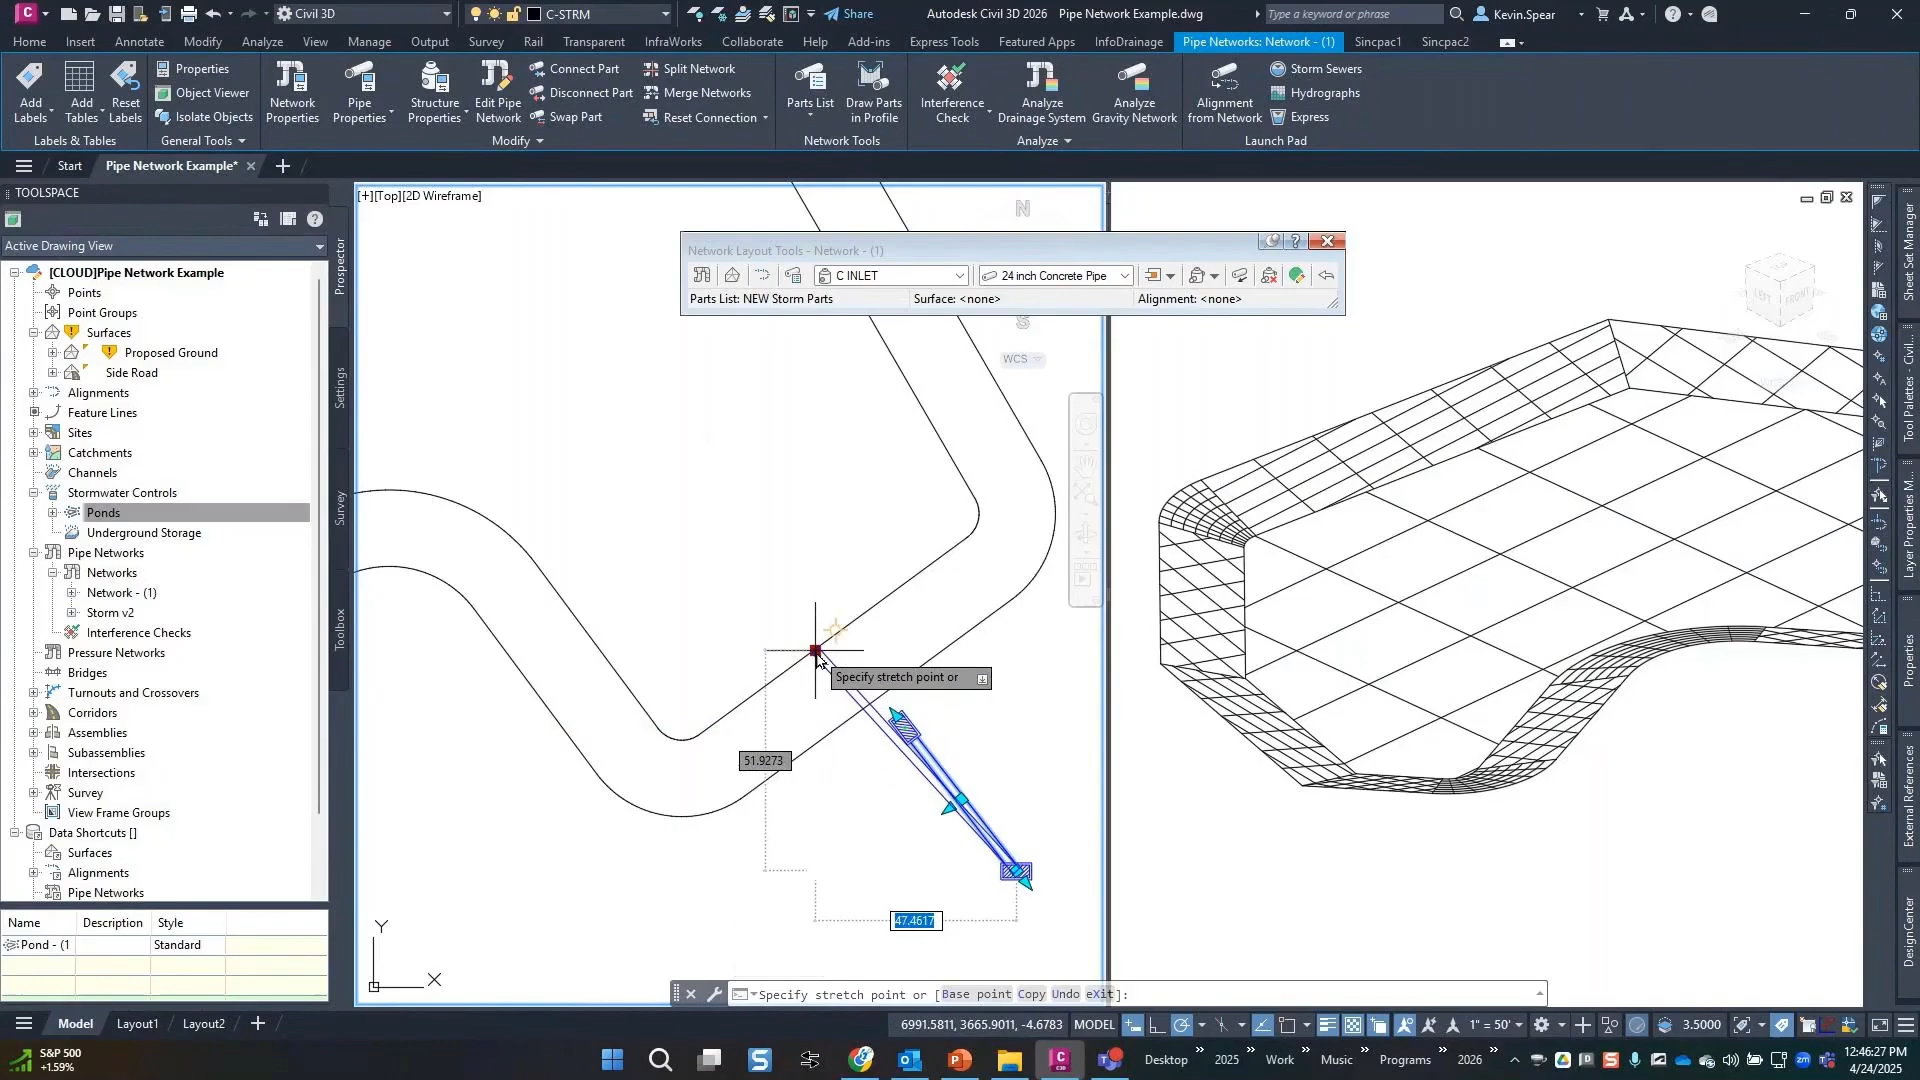 Civil 3D
C-STRM
Share
Autodesk Civil 3D 2026 Pipe Network Example.dwg
Type a keyword or phrase
Kevin.Spear
Home Insert Annotate Modify Analyze View Manage Output Survey Rail Transparent InfraWorks Collaborate Help Add-ins Express Tools Featured Apps InfoDrainage Pipe Networks: Network - (1) Sincpac1 Sincpac2
Add Labels
Add Tables
Reset Labels
Labels & Tables
Properties
Object Viewer
Isolate Objects
General Tools
Network Properties
Pipe Properties
Structure Properties
Edit Pipe Network
Connect Part
Disconnect Part
Swap Part
Split Network
Merge Networks
Reset Connection
Modify
Parts List
Draw Parts in Profile
Network Tools
Interference Check
Analyze Drainage System
Analyze Gravity Network
Analyze
Alignment from Network
Storm Sewers
Hydrographs
Express
Launch Pad
Start
Pipe Network Example*
TOOLSPACE
Active Drawing View
[CLOUD]Pipe Network Example
Points
Point Groups
Surfaces
Proposed Ground
Side Road
Alignments
Feature Lines
Sites
Catchments
Channels
Stormwater Controls
Ponds
Underground Storage
Pipe Networks
Networks
Network - (1)
Storm v2
Interference Checks
Pressure Networks
Bridges
Turnouts and Crossovers
Corridors
Assemblies
Subassemblies
Intersections
Survey
View Frame Groups
Data Shortcuts []
Surfaces
Alignments
Pipe Networks
Prospector
Settings
Survey
Toolbox
Name Description Style
Pond - (1 Standard
[+][Top][2D Wireframe]
N
S
WCS
Network Layout Tools - Network - (1)
C INLET
24 inch Concrete Pipe
Parts List: NEW Storm Parts
Surface: <none>
Alignment: <none>
Specify stretch point or
51.9273
47.4617
Y
X
LEFT
FRONT
Specify stretch point or [Base point Copy Undo eXit]:
Sheet Set Manager
Tool Palettes - Civil...
Layer Properties M...
Properties
External References
DesignCenter
Model Layout1 Layout2
6991.5811, 3665.9011, -4.6783 MODEL
1" = 50'
3.5000
S&P 500
+1.59%
Desktop
2025
Work
Music
Programs
2026
12:46:27 PM
4/24/2025